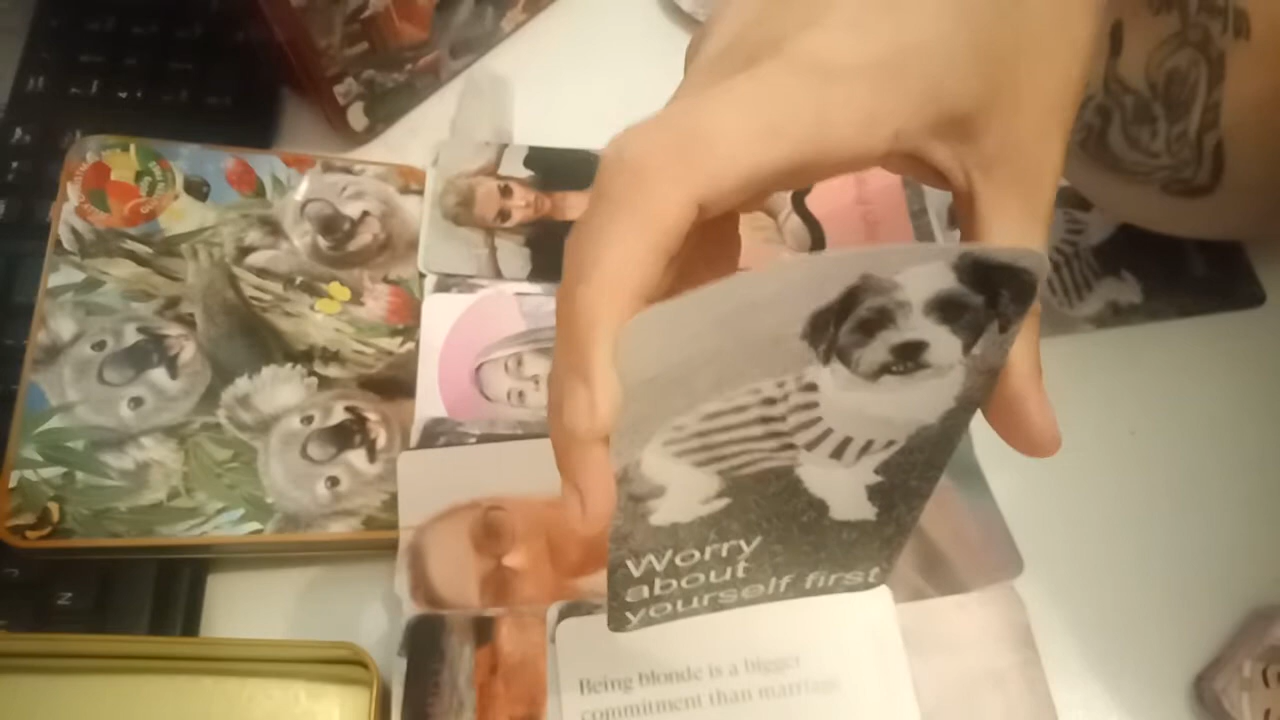 Worry
about
yourself first
Being blonde is a bigger
commitment than marriage